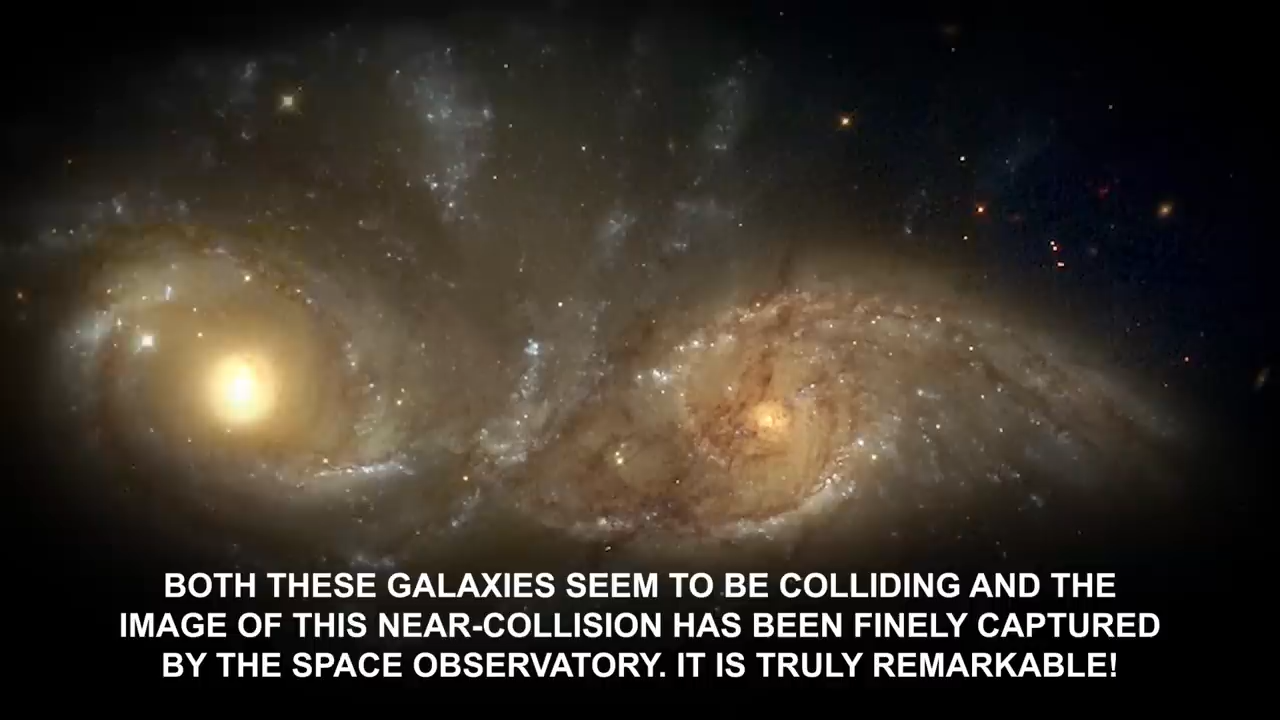 BOTH THESE GALAXIES SEEM TO BE COLLIDING AND THE
IMAGE OF THIS NEAR-COLLISION HAS BEEN FINELY CAPTURED
BY THE SPACE OBSERVATORY. IT IS TRULY REMARKABLE!